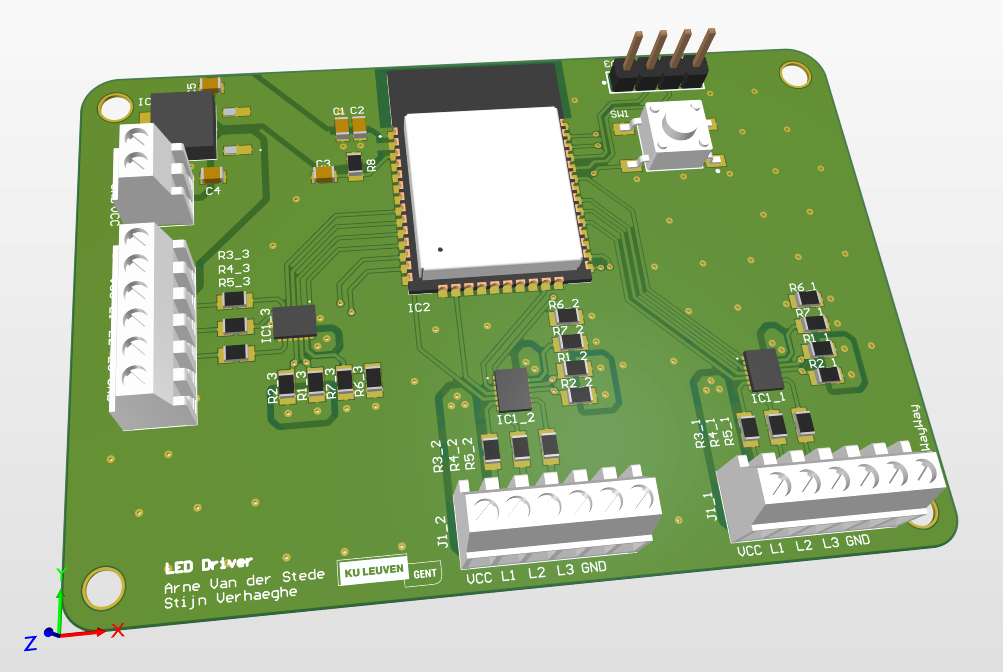 IC
C1 C2
SW1
C3
R8
C4
R3_3
R4_3
R5_3
IC1_3
IC2
R6_2
R7_2
R1_2
R2_2
R6_1
R7_1
R1_1
R2_1
R2_3
R1_3
R7_3
R6_3
IC1_2
IC1_1
R3_2
R4_2
R5_2
R3_1
R4_1
R5_1
WayWay
J1_2
J1_1
VCC L1 L2 L3 GND
VCC L1 L2 L3 GND
LED Driver
Arne Van der Stede
Stijn Verhaeghe
KU LEUVEN GENT
Y
X
Z